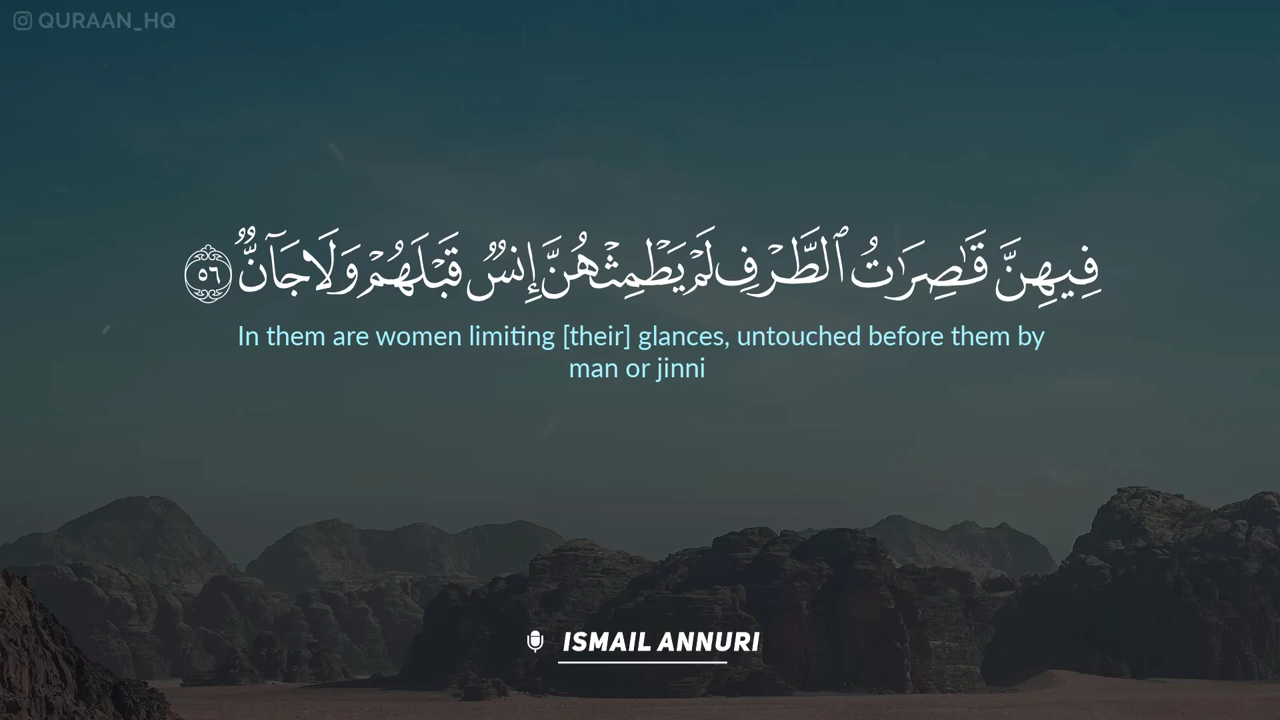 QURAAN_HQ
فِيهِنَّ قَٰصِرَٰتُ ٱلطَّرْفِ لَمْ يَطْمِثْهُنَّ إِنسٌ قَبْلَهُمْ وَلَا جَآنٌّ ٥٦
In them are women limiting [their] glances, untouched before them by
man or jinni
ISMAIL ANNURI